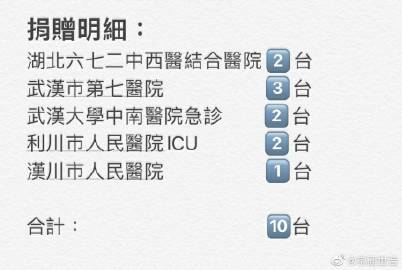 捐贈明細：
湖北六七二中西醫結合醫院 2 台
武漢市第七醫院 3 台
武漢大學中南醫院急診 2 台
利川市人民醫院ICU 2 台
漢川市人民醫院 1 台
合計： 10 台